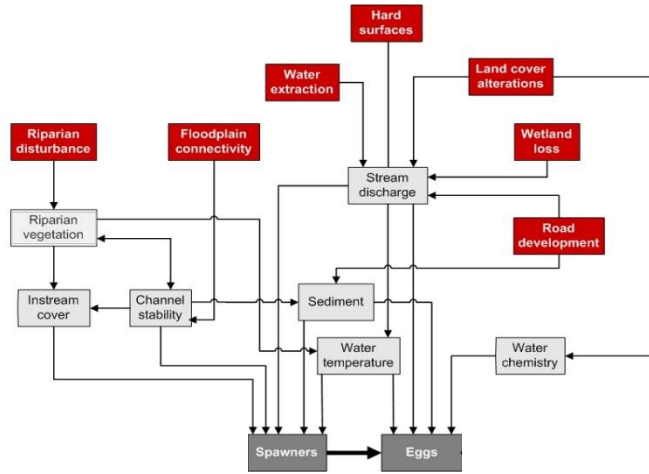 Hard
surfaces
Water
extraction
Land cover
alterations
Riparian
disturbance
Floodplain
connectivity
Wetland
loss
Stream
discharge
Riparian
vegetation
Road
development
Instream
cover
Channel
stability
Sediment
Water
temperature
Water
chemistry
Spawners
Eggs